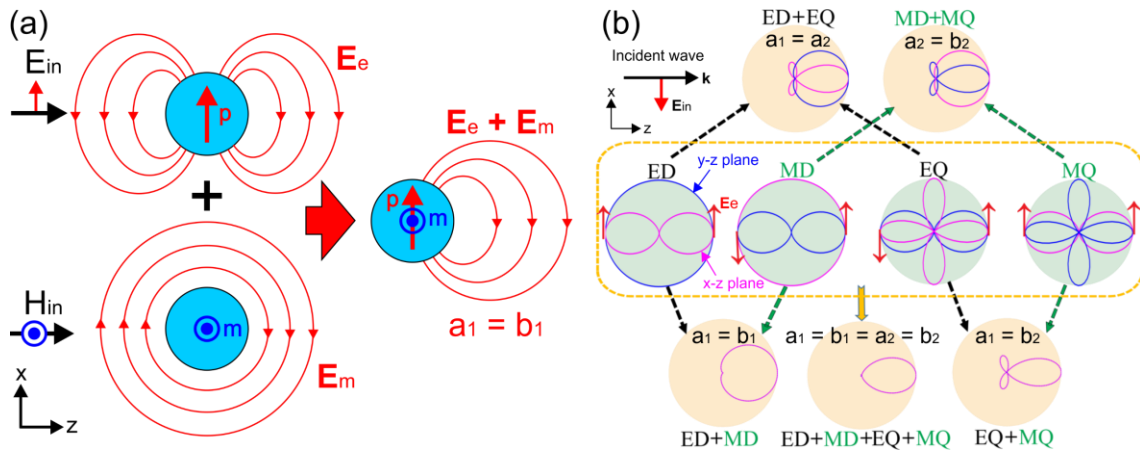 (a)
Ein
p
Ee
+
Hin
m
Em
x
z
Ee + Em
p
m
a1 = b1
(b)
Incident wave
k
Ein
x
z
ED+EQ
a1 = a2
MD+MQ
a2 = b2
y-z plane
ED
MD
EQ
MQ
Ee
x-z plane
a1 = b1
a1 = b1 = a2 = b2
a1 = b2
ED+MD
ED+MD+EQ+MQ
EQ+MQ